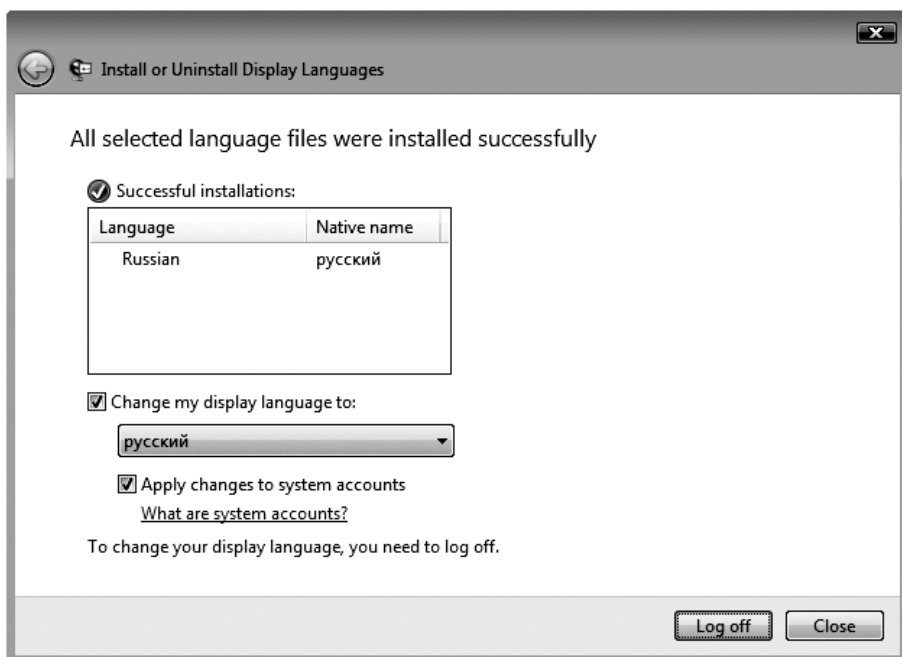 Install or Uninstall Display Languages
All selected language files were installed successfully
Successful installations:
Language Native name
Russian русский
Change my display language to:
русский
Apply changes to system accounts
What are system accounts?
To change your display language, you need to log off.
Log off Close